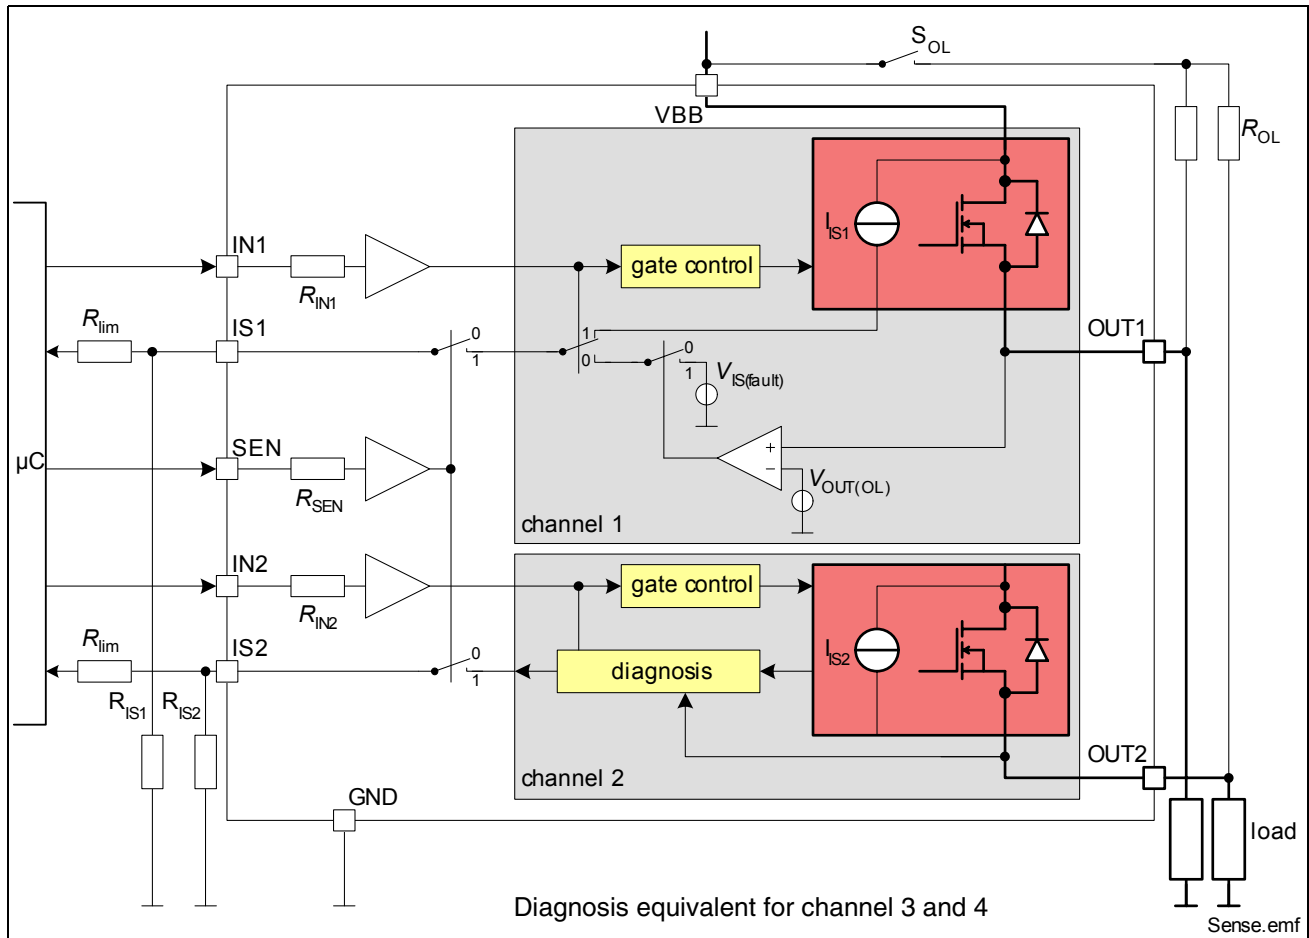 S_OL
VBB
R_OL
IN1
I_IS1
gate control
R_IN1
R_lim
IS1
OUT1
0
1
1
0
0
1
V_IS(fault)
SEN
µC
+
−
R_SEN
V_OUT(OL)
channel 1
IN2
gate control
R_IN2
R_lim
IS2
I_IS2
0
1
diagnosis
R_IS1
R_IS2
OUT2
channel 2
GND
load
Diagnosis equivalent for channel 3 and 4
Sense.emf